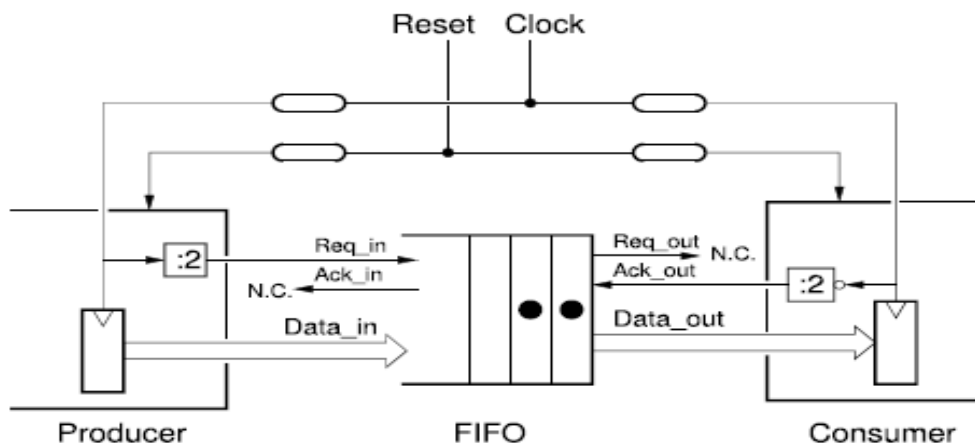 Reset Clock
:2
Req_in
Ack_in
N.C.
Data_in
Req_out
N.C.
Ack_out
:2
Data_out
Producer
FIFO
Consumer